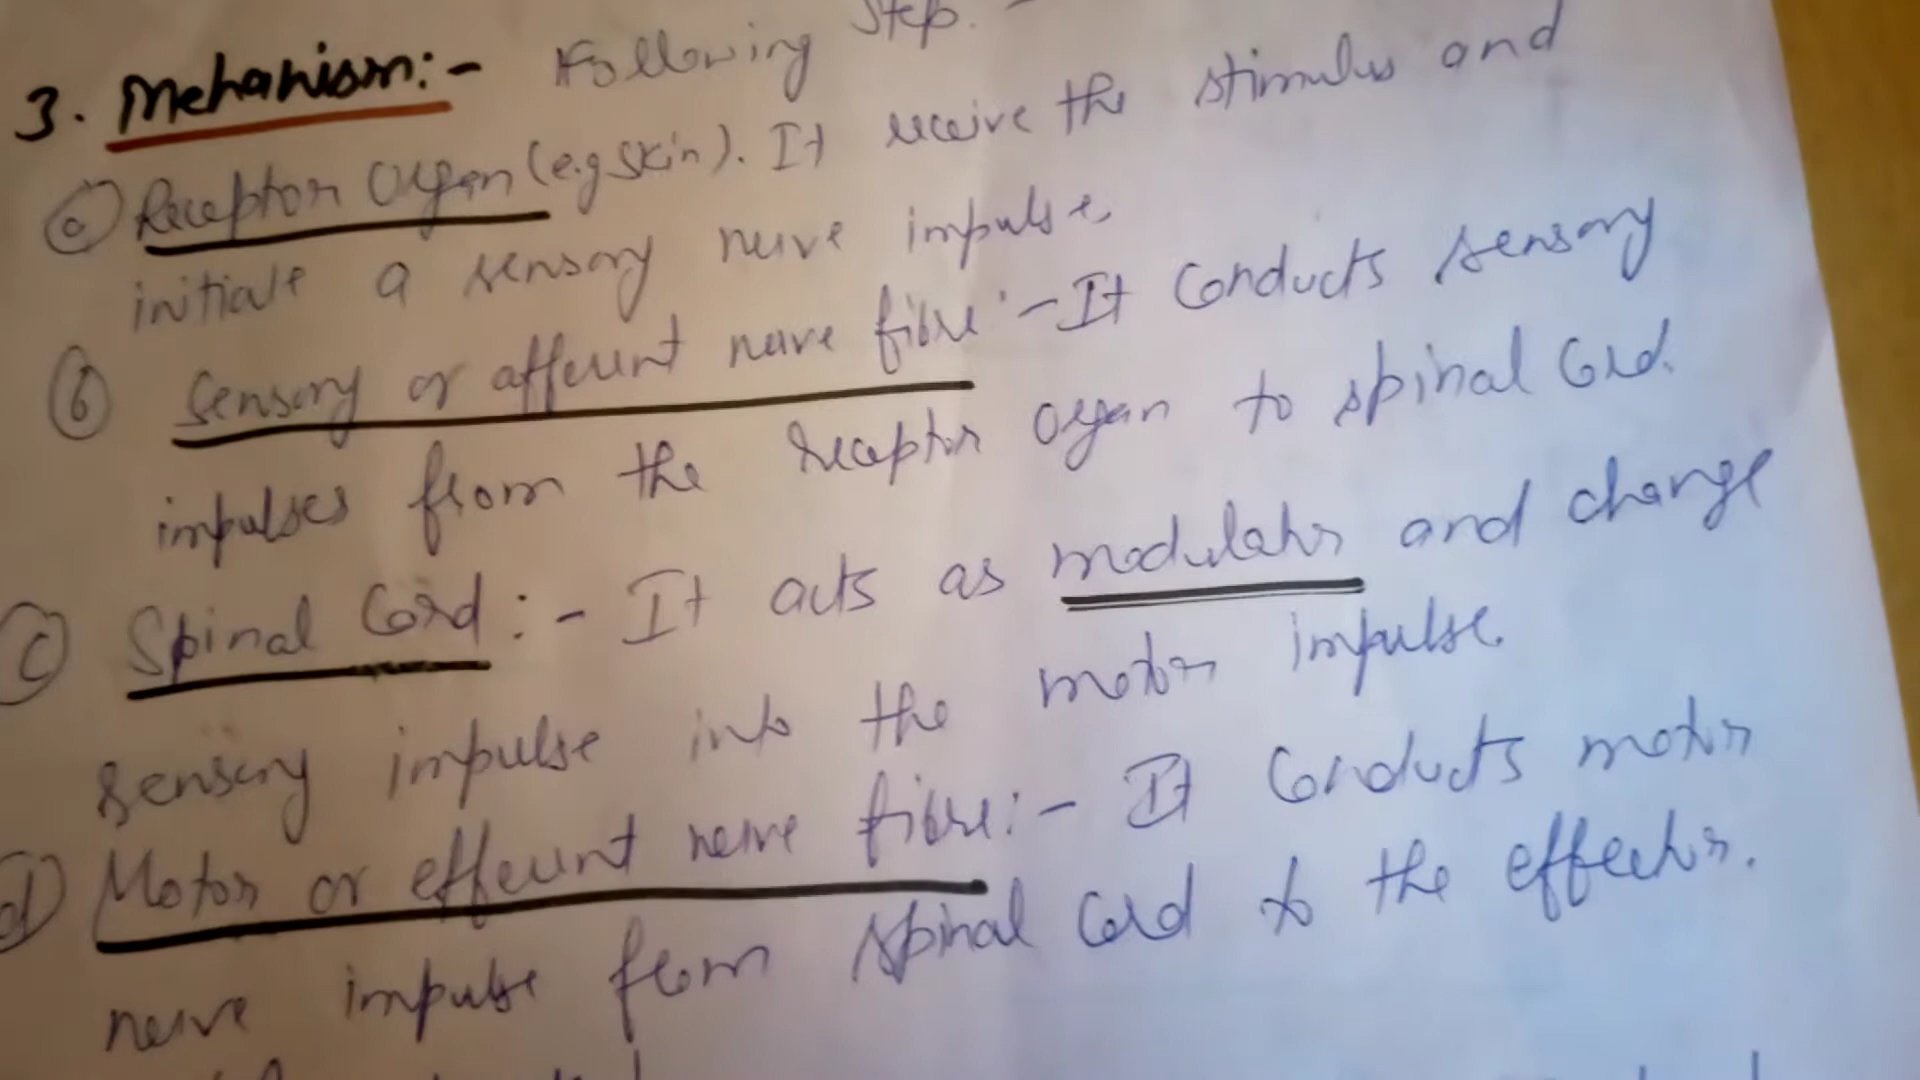 3. Mehanism:- Following Step. -
(a) Receptor Organ (e.g skin). It receive the stimulus and
initiate a sensory nerve impulse.
(b) Sensory or afferent nerve fibre :- It Conducts sensory
impulses from the receptor organ to spinal Cord.
(C) Spinal Cord :- It acts as modulator and change
sensory impulse into the motor impulse.
(d) Motor or efferent nerve fibre :- It Conducts motor
nerve impulse from spinal Cord to the effector.